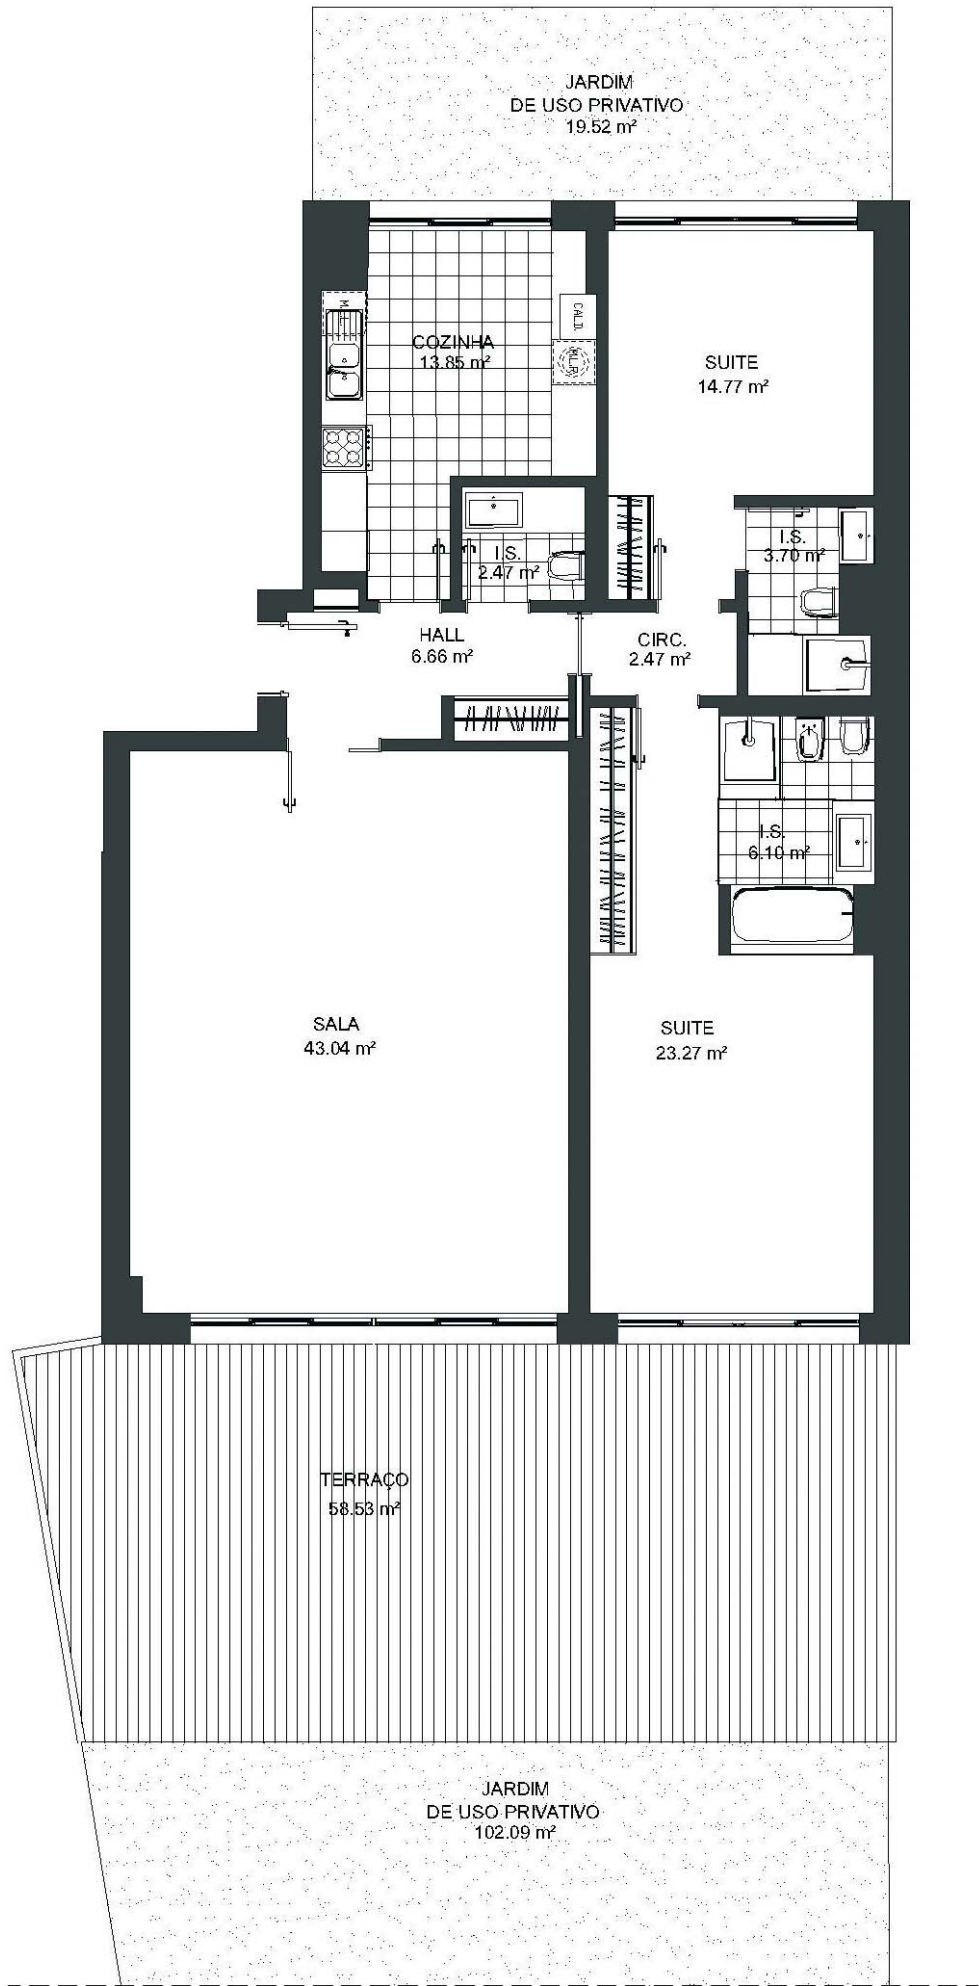 JARDIM
DE USO PRIVATIVO
19.52 m²
M.L.L.
COZINHA
13.85 m²
CALD.
M.L.R.
SUITE
14.77 m²
I.S.
2.47 m²
I.S.
3.70 m²
HALL
6.66 m²
CIRC.
2.47 m²
I.S.
6.10 m²
SALA
43.04 m²
SUITE
23.27 m²
TERRAÇO
58.53 m²
JARDIM
DE USO PRIVATIVO
102.09 m²